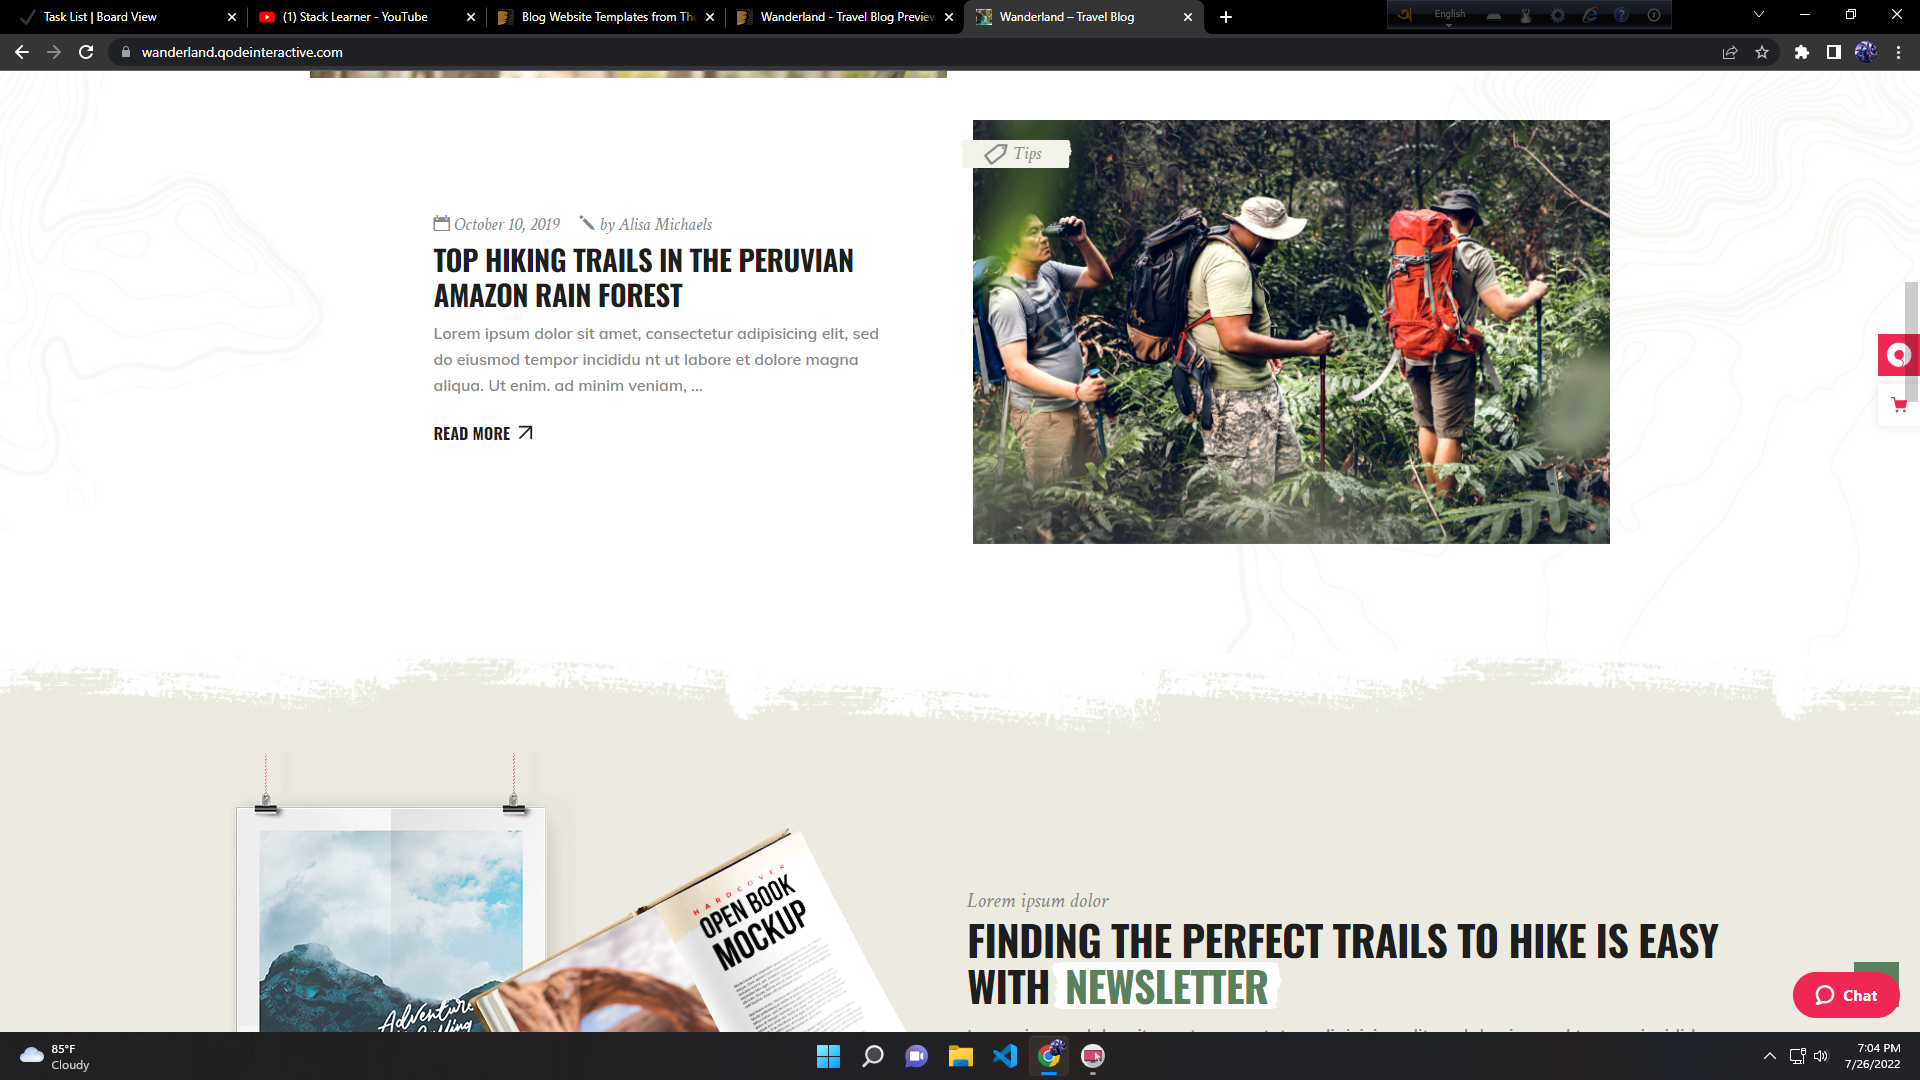 Task List | Board View
(1) Stack Learner - YouTube
Blog Website Templates from The
Wanderland - Travel Blog Preview
Wanderland – Travel Blog
English
wanderland.qodeinteractive.com
Tips
October 10, 2019 by Alisa Michaels
TOP HIKING TRAILS IN THE PERUVIAN
AMAZON RAIN FOREST
Lorem ipsum dolor sit amet, consectetur adipisicing elit, sed
do eiusmod tempor incididu nt ut labore et dolore magna
aliqua. Ut enim. ad minim veniam, ...
READ MORE
HARDCOVER
OPEN BOOK
MOCKUP
Adventure
Lorem ipsum dolor
FINDING THE PERFECT TRAILS TO HIKE IS EASY
WITH NEWSLETTER
Chat
85°F
Cloudy
7:04 PM
7/26/2022